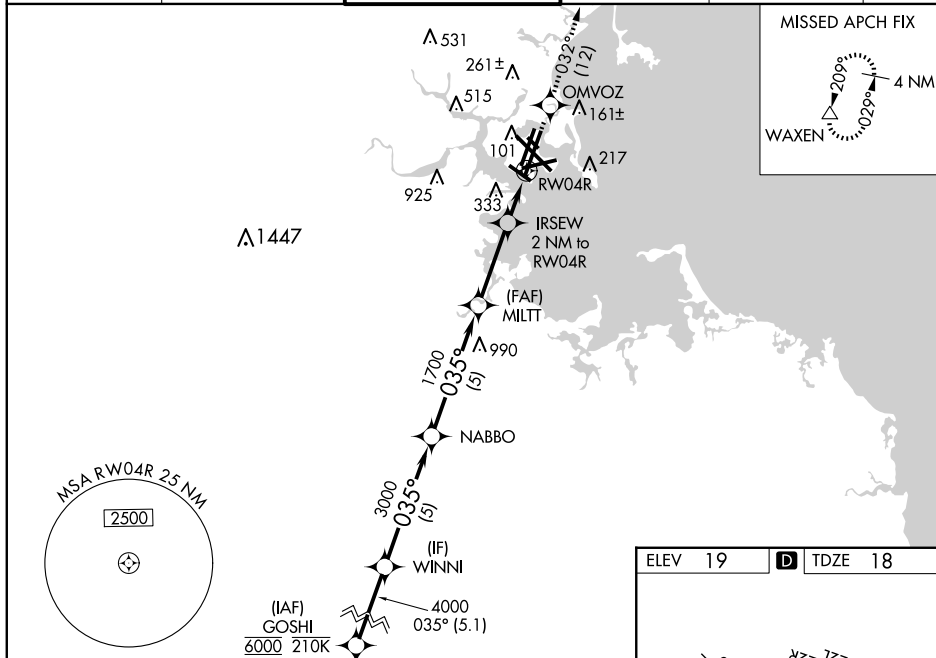 MISSED APCH FIX
209°
029°
4 NM
WAXEN
531
261±
515
032°
(12)
OMVOZ
161±
101
217
RW04R
925
333
1447
IRSEW
2 NM to
RW04R
(FAF)
MILTT
990
1700
035°
(5)
NABBO
3000
035°
(5)
MSA RW04R 25 NM
2500
(IF)
WINNI
4000
035° (5.1)
(IAF)
GOSHI
6000 210K
ELEV 19 D TDZE 18